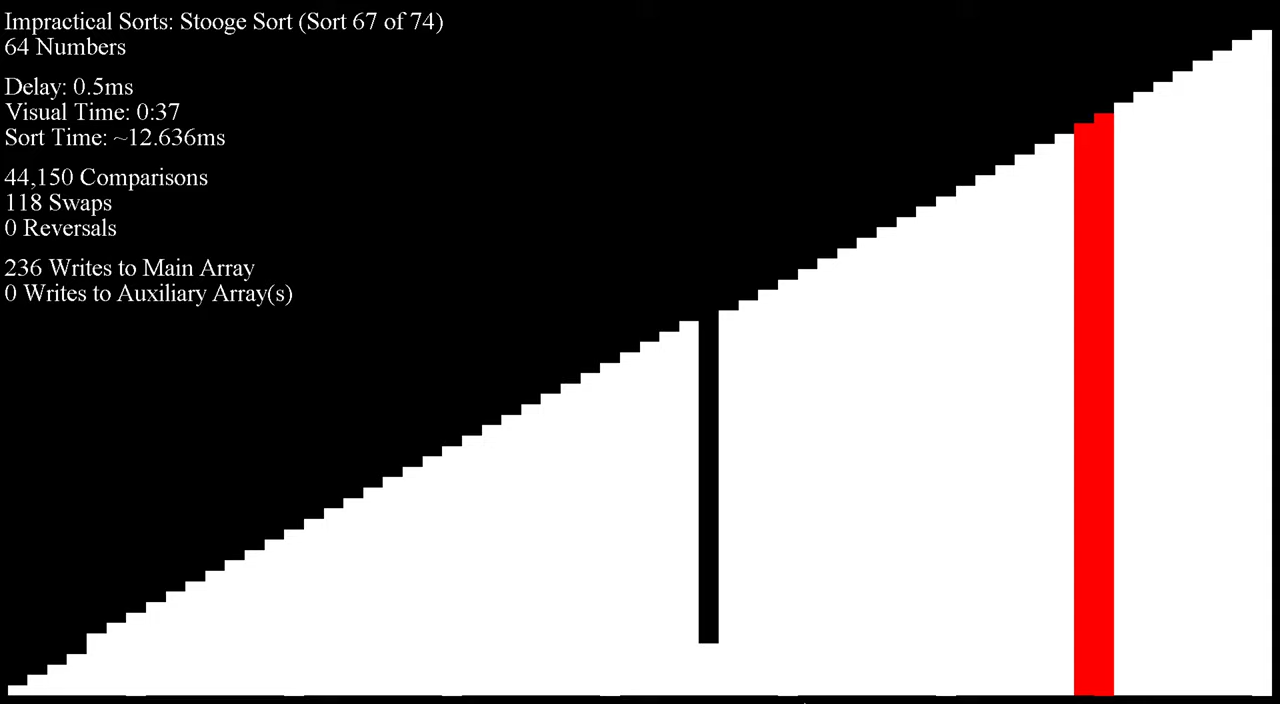 Impractical Sorts: Stooge Sort (Sort 67 of 74)
64 Numbers
Delay: 0.5ms
Visual Time: 0:37
Sort Time: ~12.636ms
44,150 Comparisons
118 Swaps
0 Reversals
236 Writes to Main Array
0 Writes to Auxiliary Array(s)